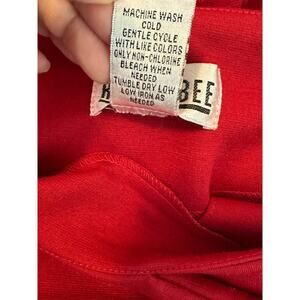 MACHINE WASH
COLD
GENTLE CYCLE
WITH LIKE COLORS
ONLY NON-CHLORINE
BLEACH WHEN
NEEDED
TUMBLE DAY LOW
LOW IRON AS
NEEDED
BEE